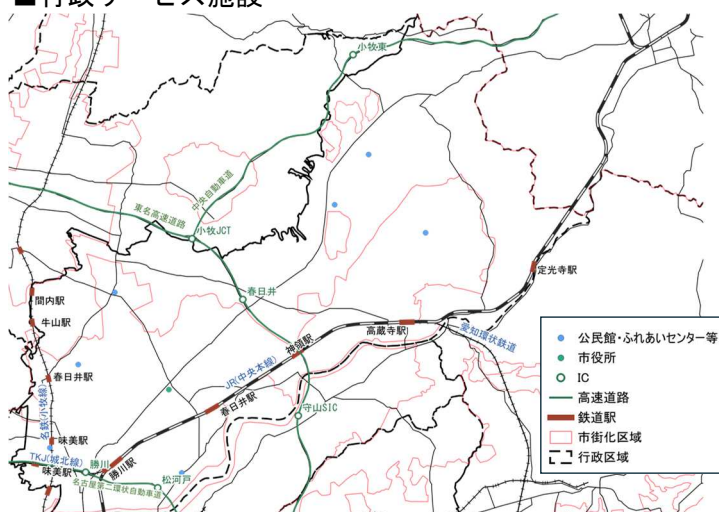 ■行政サービス施設
小牧東
中央自動車道
東名高速道路
小牧JCT
定光寺駅
春日井
間内駅
牛山駅
高蔵寺駅
愛知環状鉄道
神領駅
春日井駅
JR(中央本線)
春日井駅
名鉄(小牧線)
守山SIC
味美駅
TKJ(城北線)
勝川
味美駅
勝川駅
松河戸
名古屋第二環状自動車道
公民館・ふれあいセンター等
市役所
IC
高速道路
鉄道駅
市街化区域
行政区域